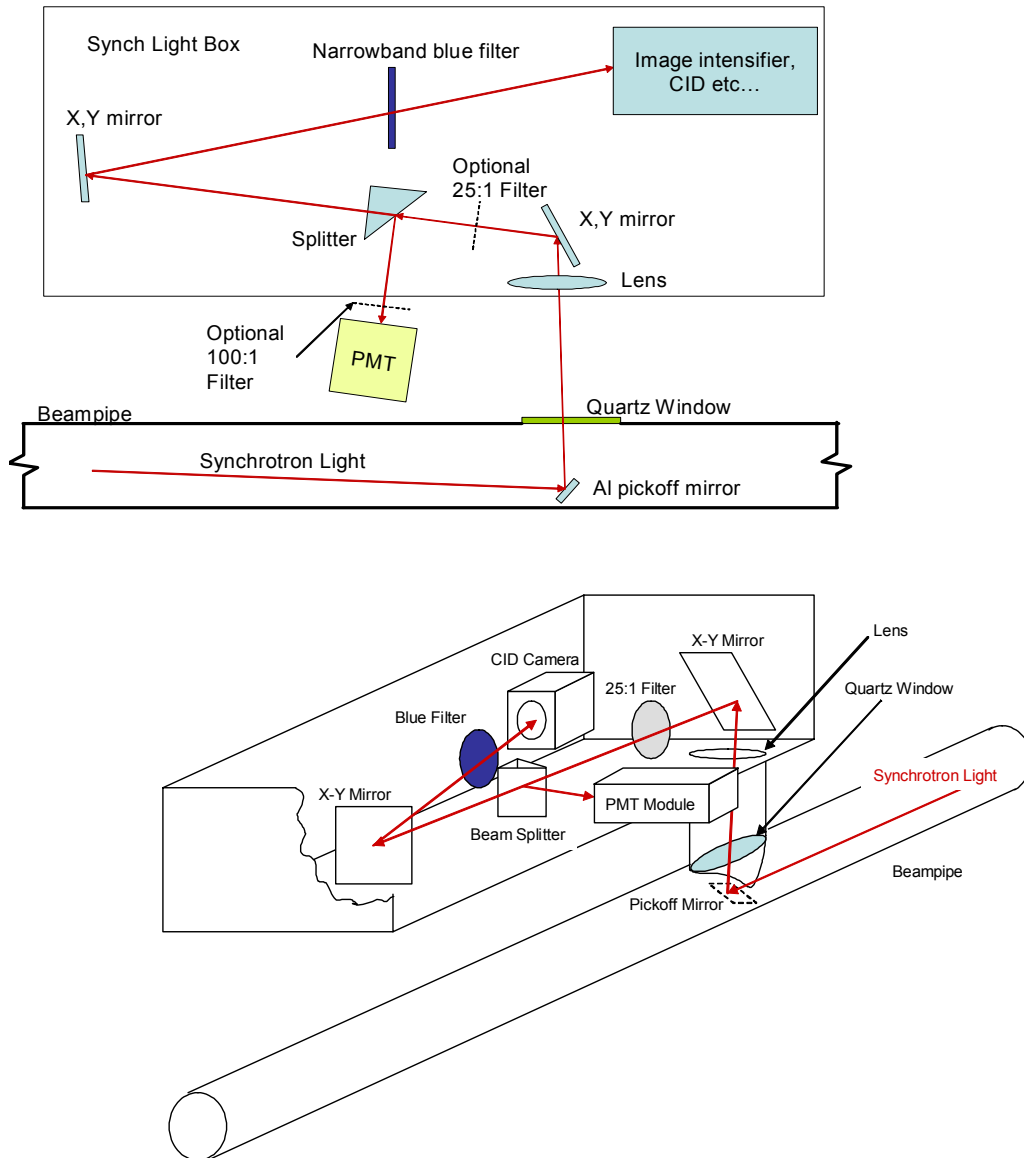 Synch Light Box
Narrowband blue filter
Image intensifier,
CID etc…
X,Y mirror
Optional
25:1 Filter
X,Y mirror
Splitter
Lens
Optional
100:1
Filter
PMT
Beampipe
Quartz Window
Synchrotron Light
Al pickoff mirror
X-Y Mirror
Lens
CID Camera
25:1 Filter
Quartz Window
Blue Filter
Synchrotron Light
X-Y Mirror
PMT Module
Beam Splitter
Beampipe
Pickoff Mirror